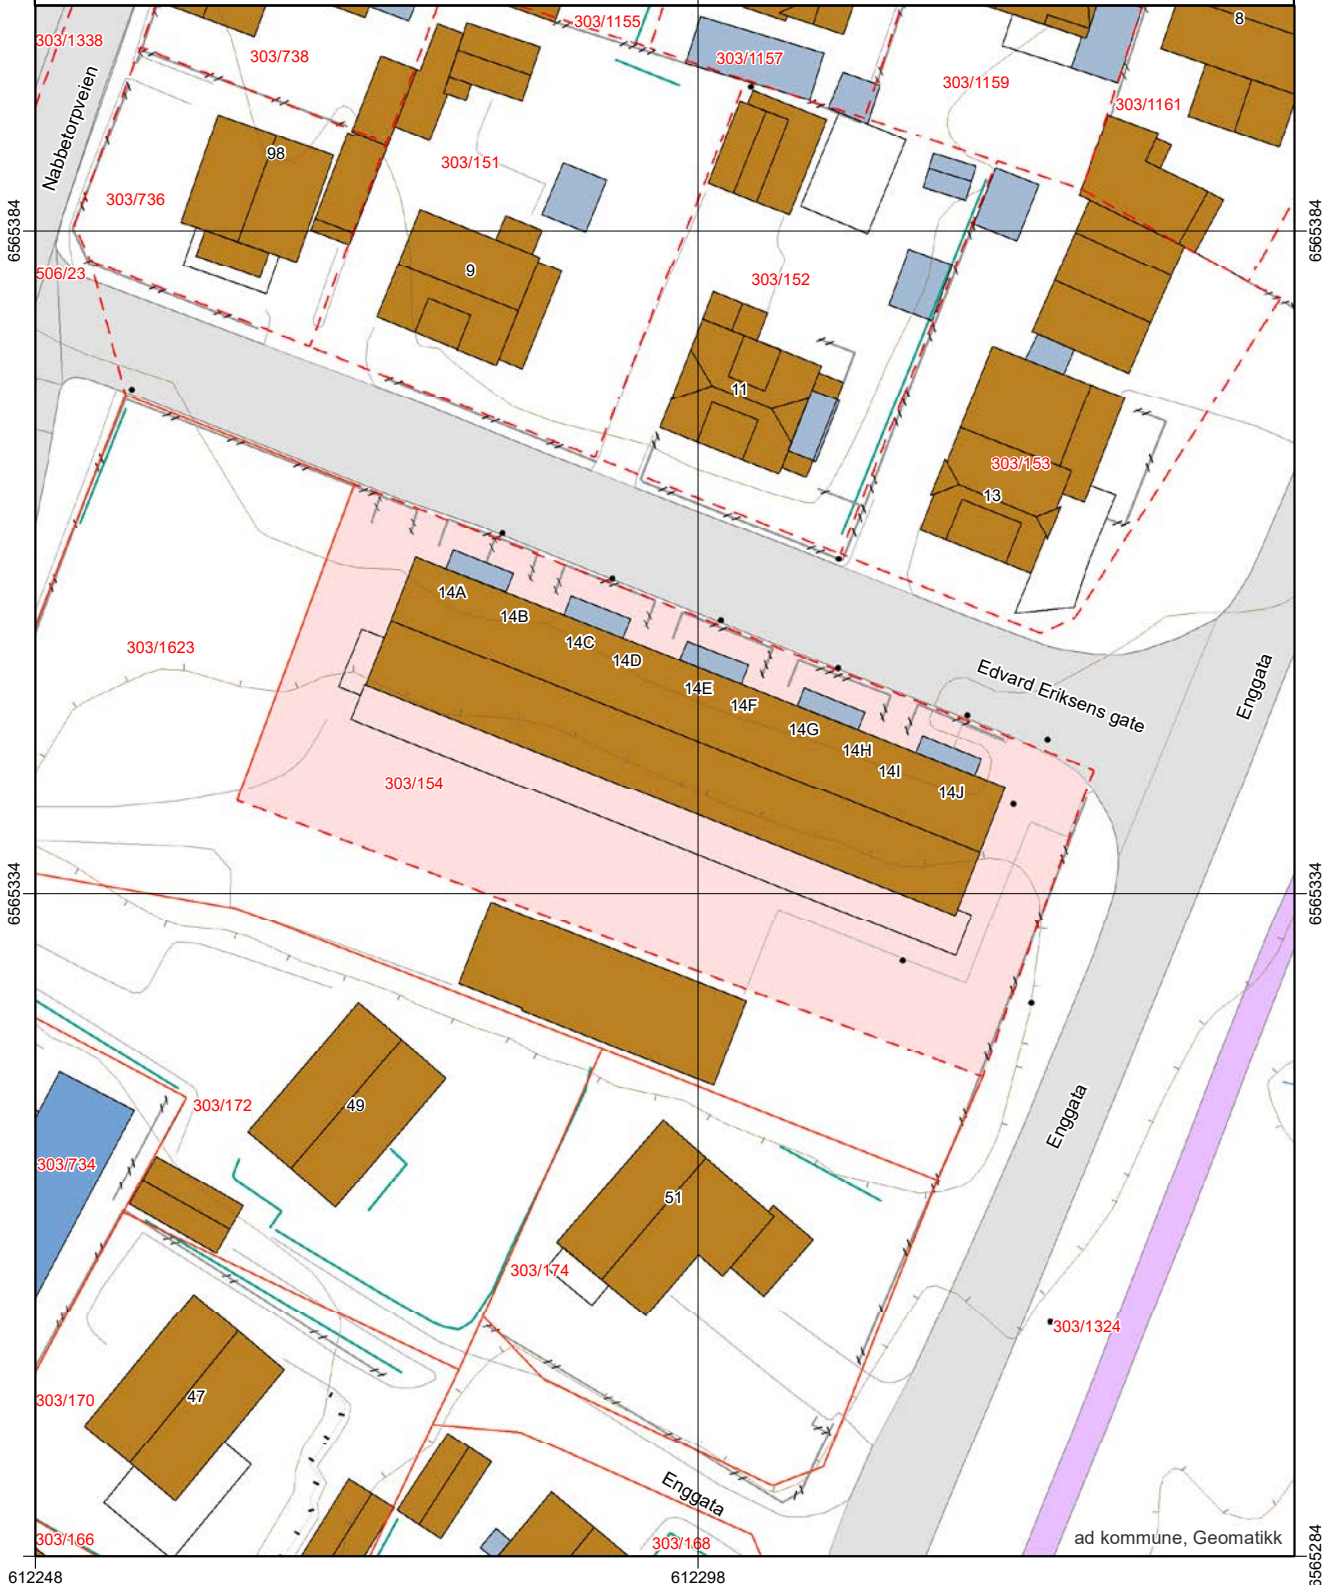 8
303/1155
303/1338
303/738
303/1157
303/1159
303/1161
Nabbetorpveien
98
303/151
303/736
6565384
6565384
506/23
9
303/152
11
303/153
13
14A
14B
14C
14D
14E
14F
14G
14H
14I
14J
303/1623
Edvard Eriksens gate
Enggata
303/154
6565334
6565334
49
303/172
Enggata
303/734
51
303/174
303/1324
47
303/170
Enggata
303/166
303/168
ad kommune, Geomatikk
6565284
612248
612298